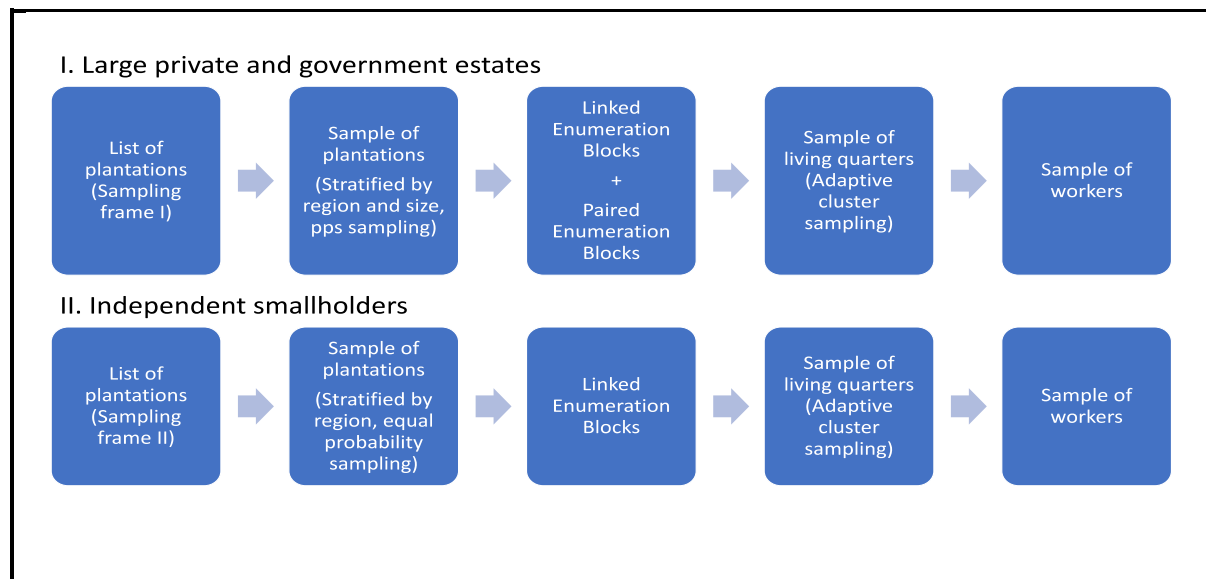 I. Large private and government estates
List of
plantations
(Sampling
frame I)
Sample of
plantations
(Stratified by
region and size,
pps sampling)
Linked
Enumeration
Blocks
+
Paired
Enumeration
Blocks
Sample of
living quarters
(Adaptive
cluster
sampling)
Sample of
workers
II. Independent smallholders
List of
plantations
(Sampling
frame II)
Sample of
plantations
(Stratified by
region, equal
probability
sampling)
Linked
Enumeration
Blocks
Sample of
living quarters
(Adaptive
cluster
sampling)
Sample of
workers